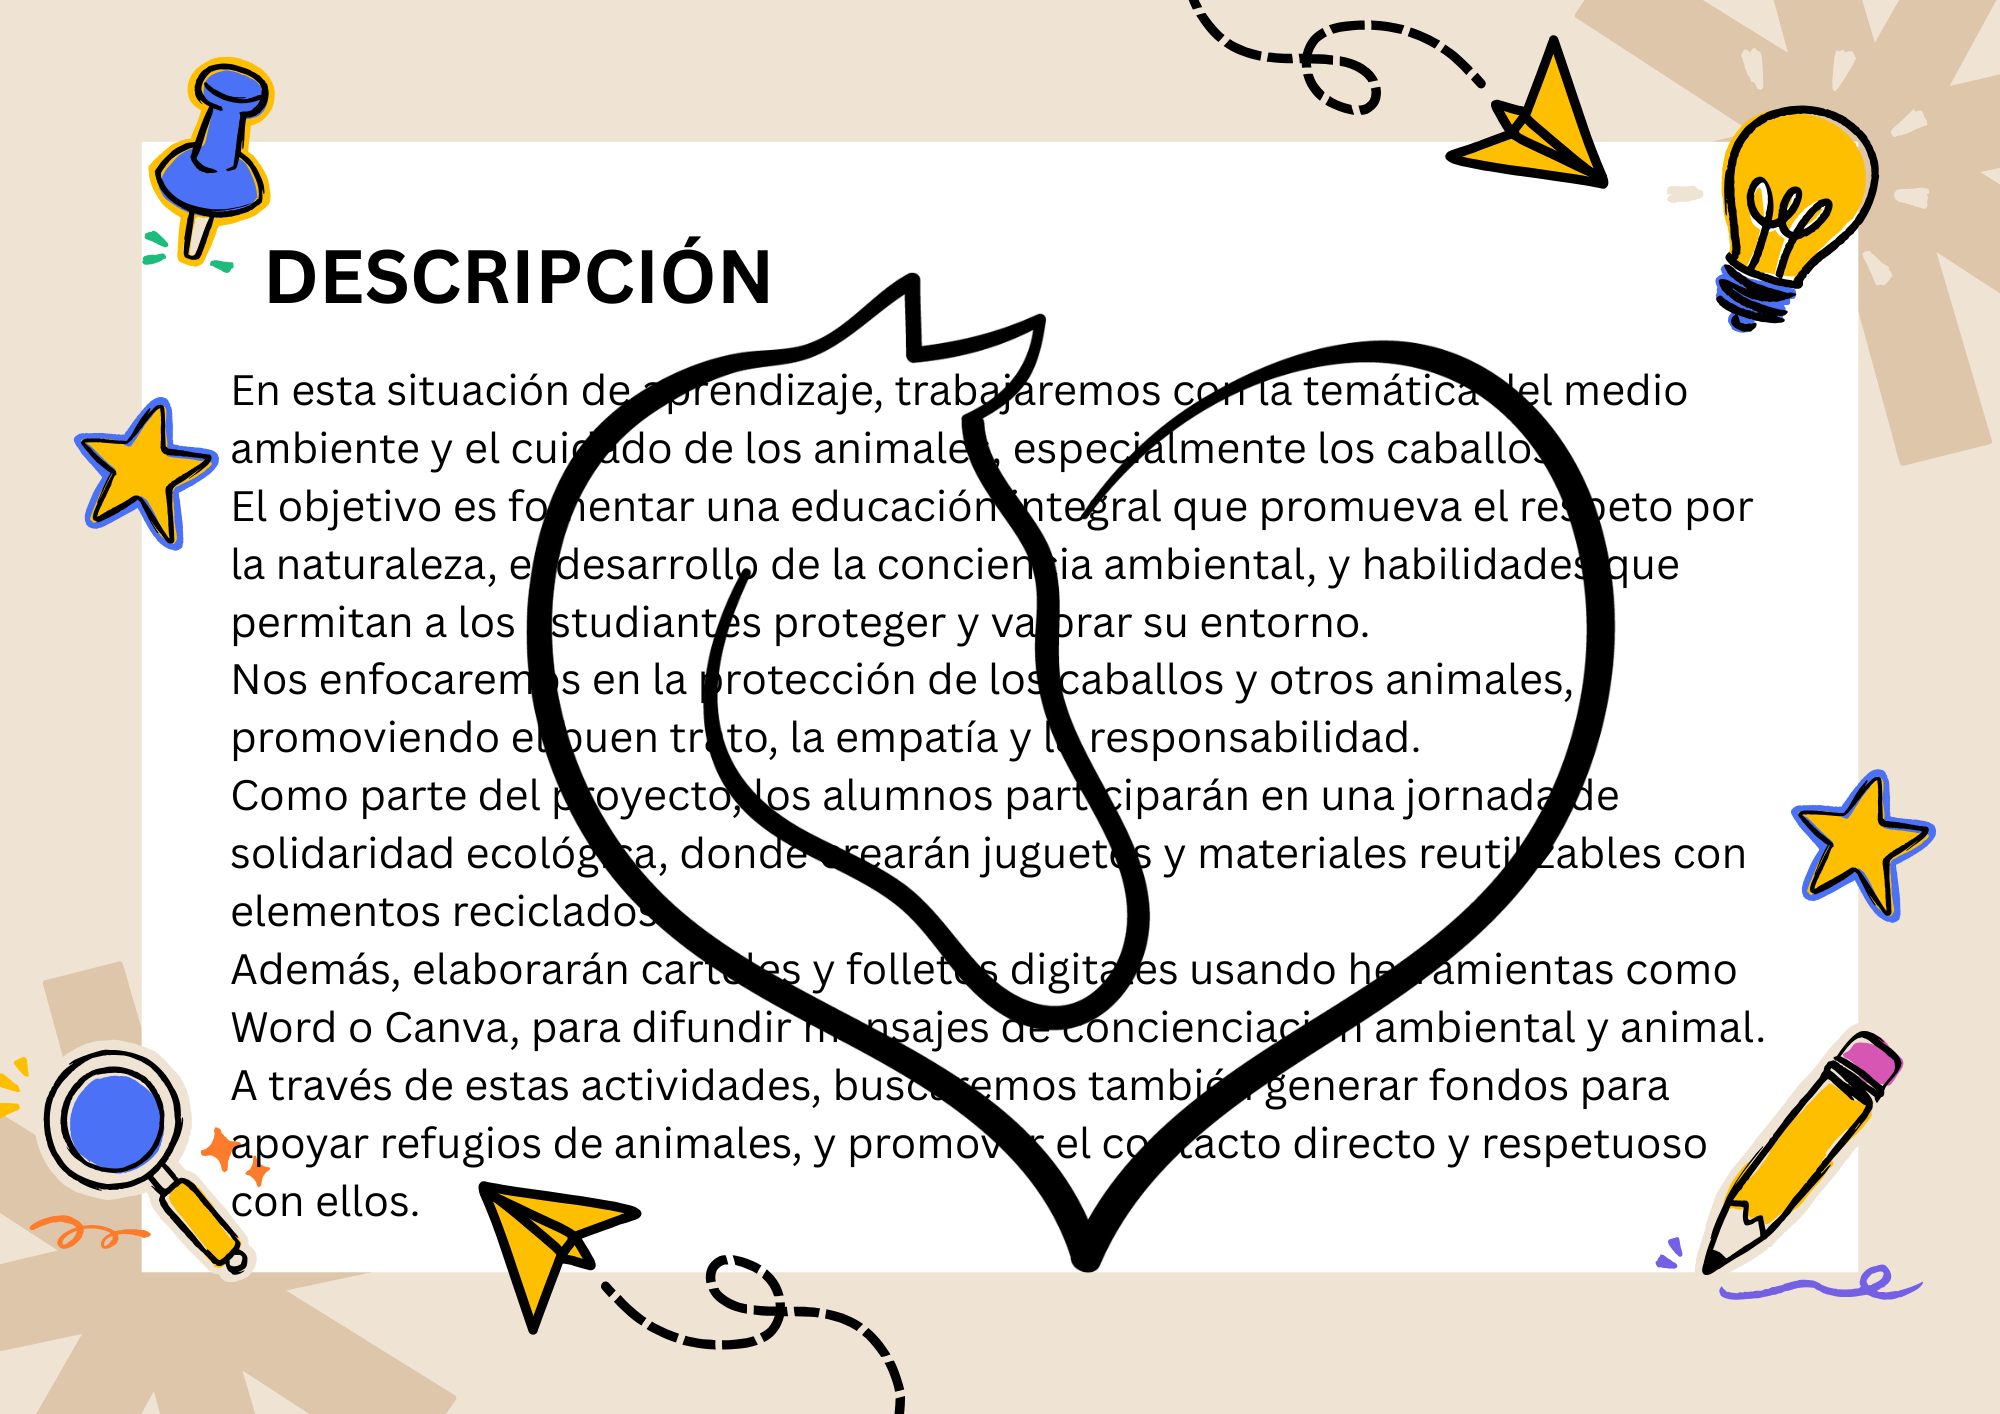 DESCRIPCIÓN
En esta situación de aprendizaje, trabajaremos con la temática del medio
ambiente y el cuidado de los animales, especialmente los caballos.
El objetivo es fomentar una educación integral que promueva el respeto por
la naturaleza, el desarrollo de la conciencia ambiental, y habilidades que
permitan a los estudiantes proteger y valorar su entorno.
Nos enfocaremos en la protección de los caballos y otros animales,
promoviendo el buen trato, la empatía y la responsabilidad.
Como parte del proyecto, los alumnos participarán en una jornada de
solidaridad ecológica, donde crearán juguetes y materiales reutilizables con
elementos reciclados.
Además, elaborarán carteles y folletos digitales usando herramientas como
Word o Canva, para difundir mensajes de concienciación ambiental y animal.
A través de estas actividades, buscaremos también generar fondos para
apoyar refugios de animales, y promover el contacto directo y respetuoso
con ellos.